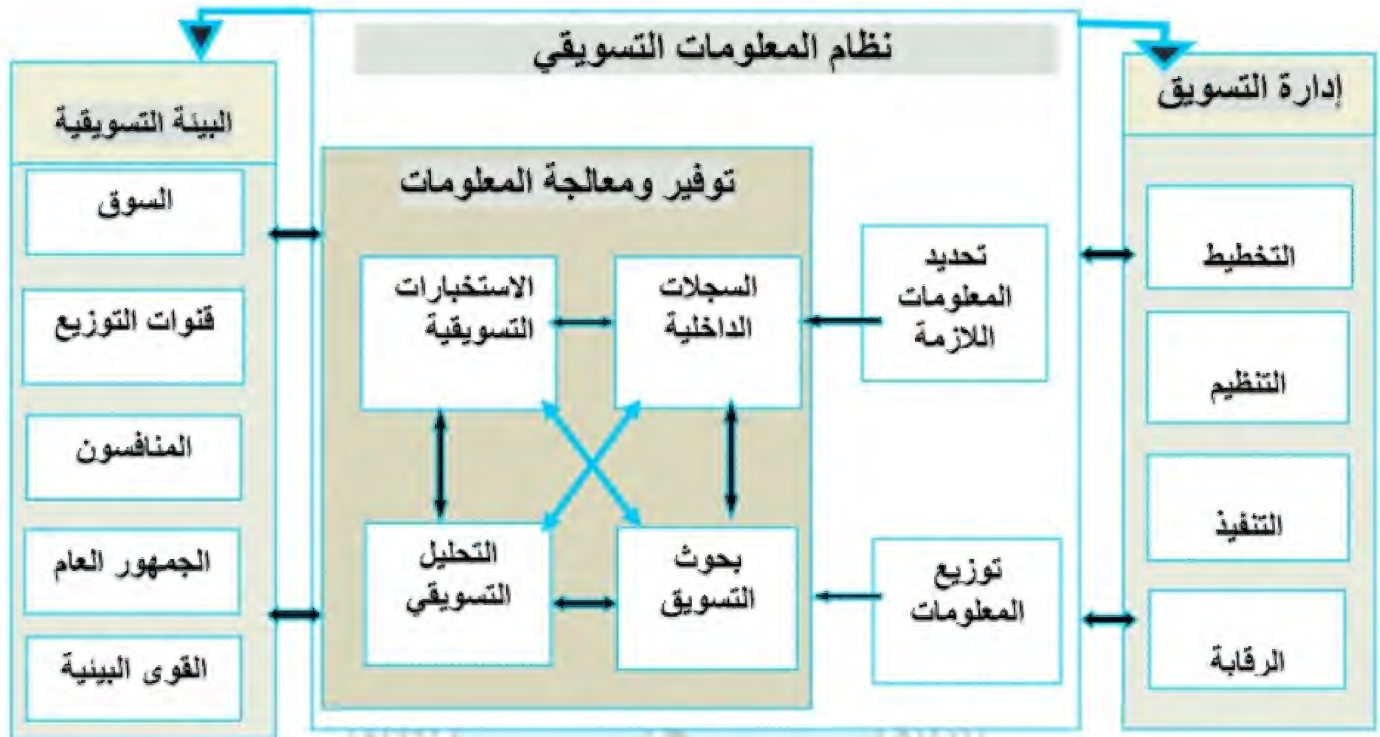 نظام المعلومات التسويقي
إدارة التسويق
التخطيط
التنظيم
التنفيذ
الرقابة
تحديد
المعلومات
اللازمة
توزيع
المعلومات
توفير ومعالجة المعلومات
السجلات
الداخلية
الاستخبارات
التسويقية
بحوث
التسويق
التحليل
التسويقي
البيئة التسويقية
السوق
قنوات التوزيع
المنافسون
الجمهور العام
القوى البيئية